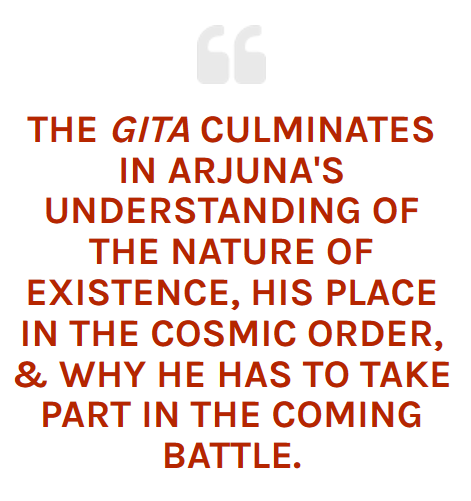 THE GITA CULMINATES
IN ARJUNA'S
UNDERSTANDING OF
THE NATURE OF
EXISTENCE, HIS PLACE
IN THE COSMIC ORDER,
& WHY HE HAS TO TAKE
PART IN THE COMING
BATTLE.